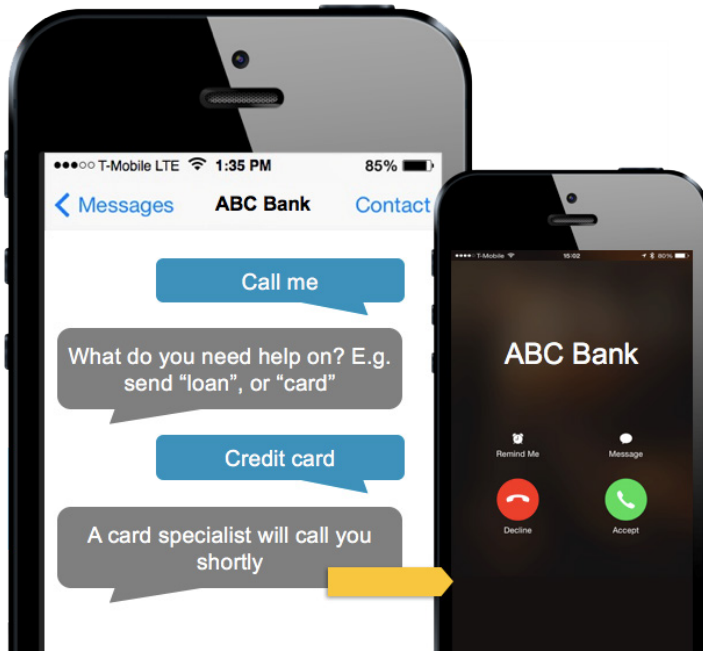 T-Mobile LTE 1:35 PM 85%
Messages ABC Bank Contact
Call me
What do you need help on? E.g.
send “loan”, or “card”
Credit card
A card specialist will call you
shortly
T-Mobile 15:02 80%
ABC Bank
Remind Me Message
Decline Accept